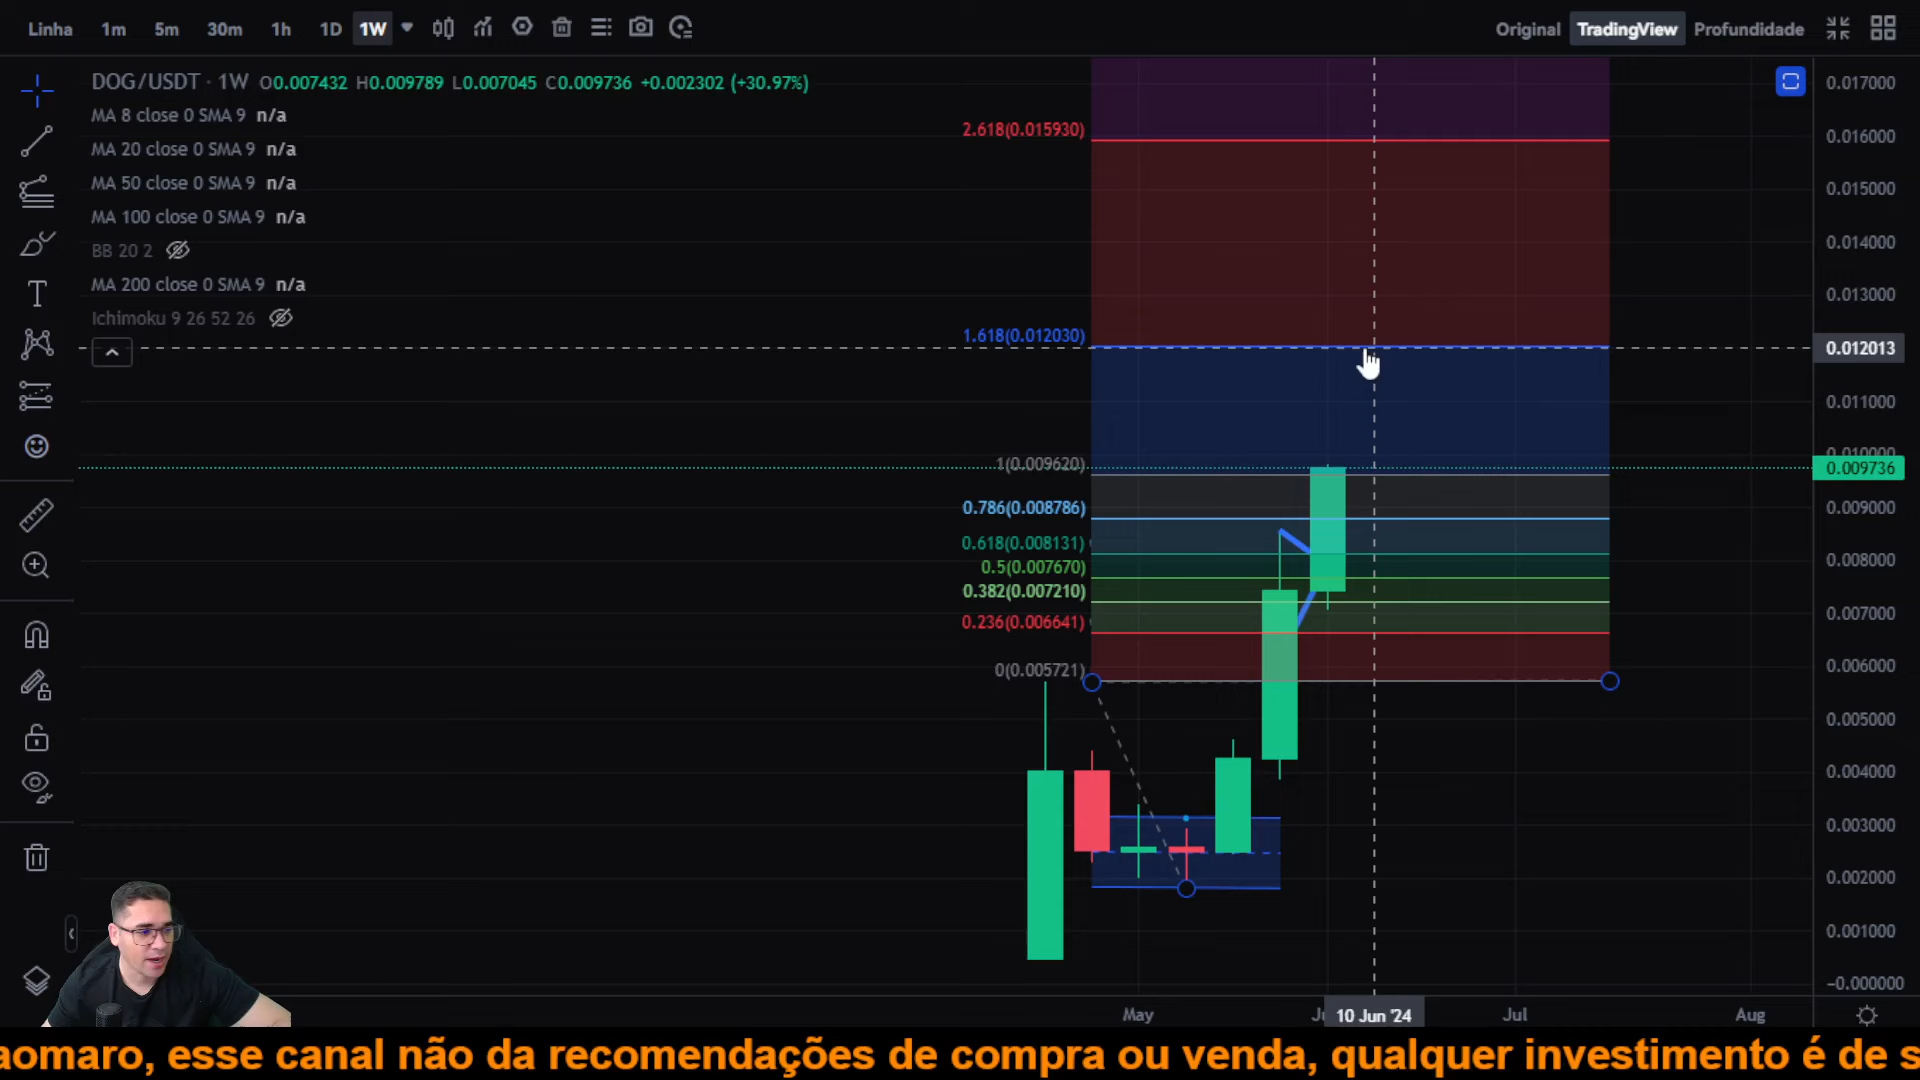 Linha 1m 5m 30m 1h 1D 1W Original TradingView Profundidade
DOG/USDT · 1W O0.007432 H0.009789 L0.007045 C0.009736 +0.002302 (+30.97%)
MA 8 close 0 SMA 9 n/a
MA 20 close 0 SMA 9 n/a
MA 50 close 0 SMA 9 n/a
MA 100 close 0 SMA 9 n/a
BB 20 2
MA 200 close 0 SMA 9 n/a
Ichimoku 9 26 52 26
2.618(0.015930)
1.618(0.012030)
1(0.009620)
0.786(0.008786)
0.618(0.008131)
0.5(0.007670)
0.382(0.007210)
0.236(0.006641)
0(0.005721)
0.017000
0.016000
0.015000
0.014000
0.013000
0.012013
0.011000
0.010000
0.009736
0.009000
0.008000
0.007000
0.006000
0.005000
0.004000
0.003000
0.002000
0.001000
-0.000000
May 10 Jun '24 Jul Aug
aomaro, esse canal não da recomendações de compra ou venda, qualquer investimento é de s